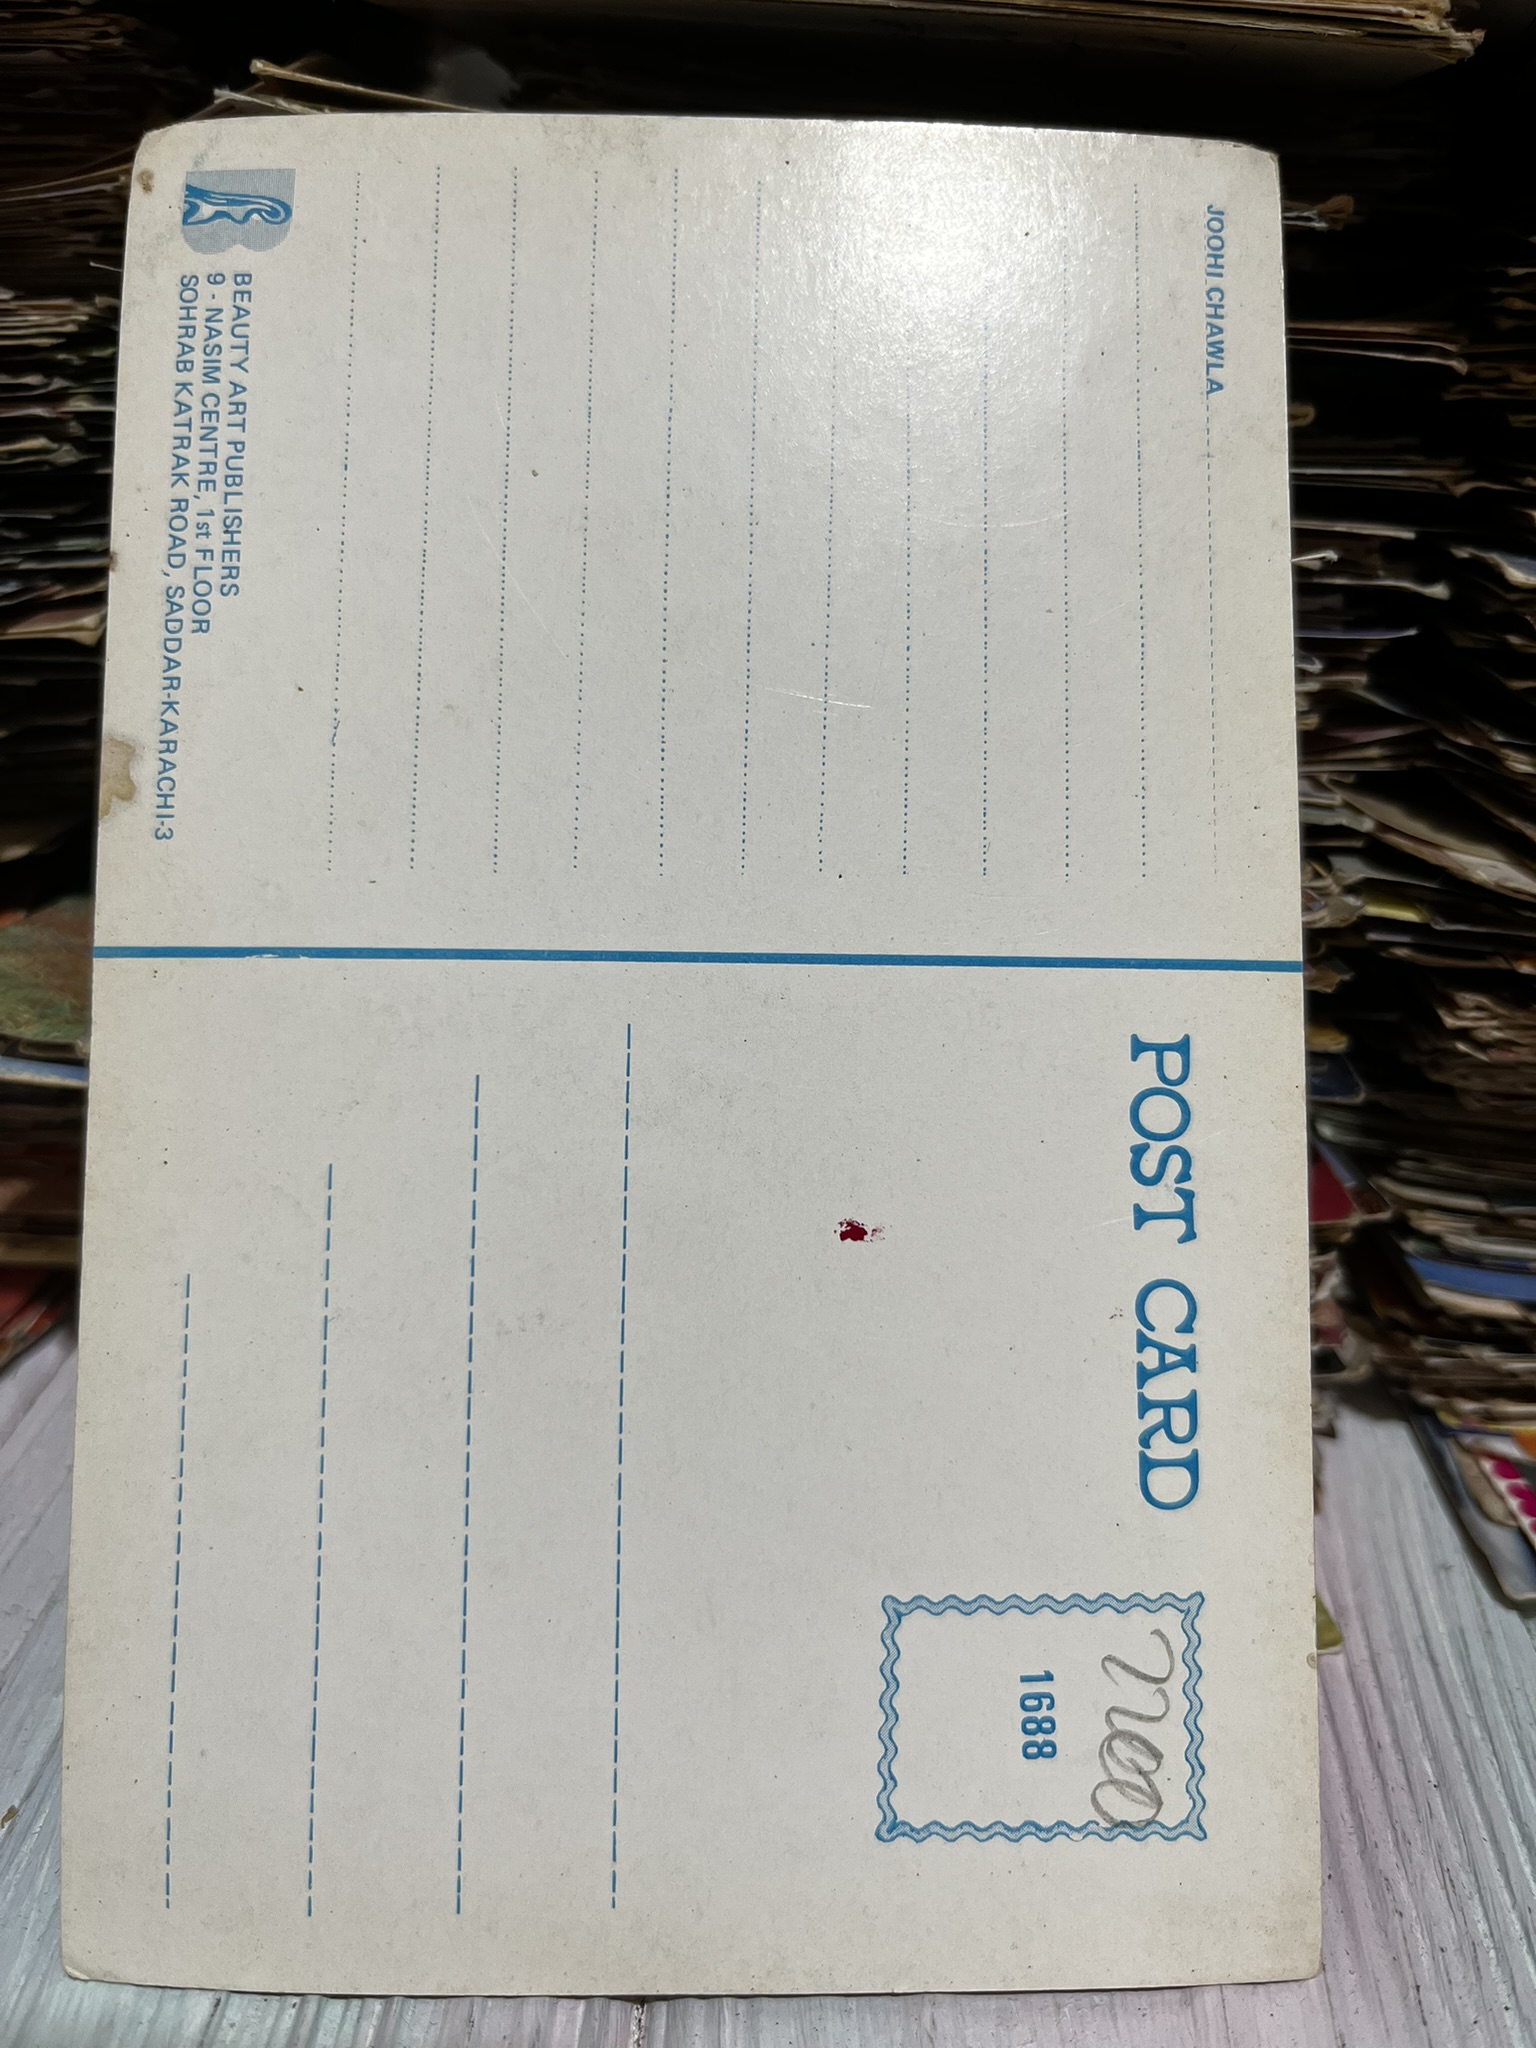 JOOHI CHAWLA
BEAUTY ART PUBLISHERS
9 - NASIM CENTRE, 1st FLOOR
SOHRAB KATRAK ROAD, SADDAR-KARACHI-3
POST CARD
1688